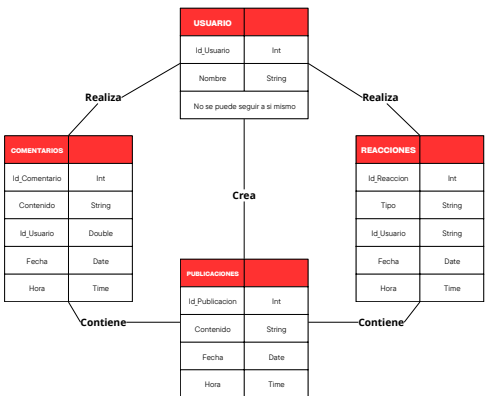 USUARIO
Id_Usuario Int
Nombre String
No se puede seguir a si mismo
Realiza Realiza
COMENTARIOS
Id_Comentario Int
Contenido String
Id_Usuario Double
Fecha Date
Hora Time
REACCIONES
Id_Reaccion Int
Tipo String
Id_Usuario String
Fecha Date
Hora Time
Crea
PUBLICACIONES
Id_Publicacion Int
Contenido String
Fecha Date
Hora Time
Contiene Contiene